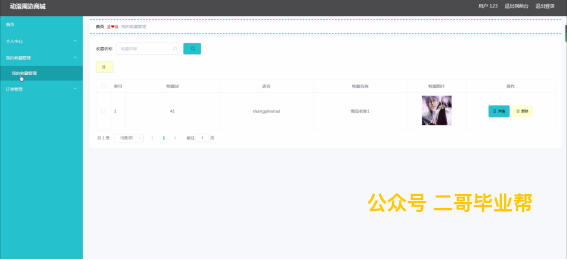 动漫周边商城
用户 123 退出到前台 退出登录
首页
首页 我的收藏管理
个人中心
我的收藏管理
我的收藏管理
订单管理
收藏名称 收藏名称
索引 收藏id 表名 收藏名称 收藏图片 操作
1 41 shangpinxinxi 商品名称1 详情 删除
共 1 条 10条/页 1 前往 1 页
公众号 二哥毕业帮